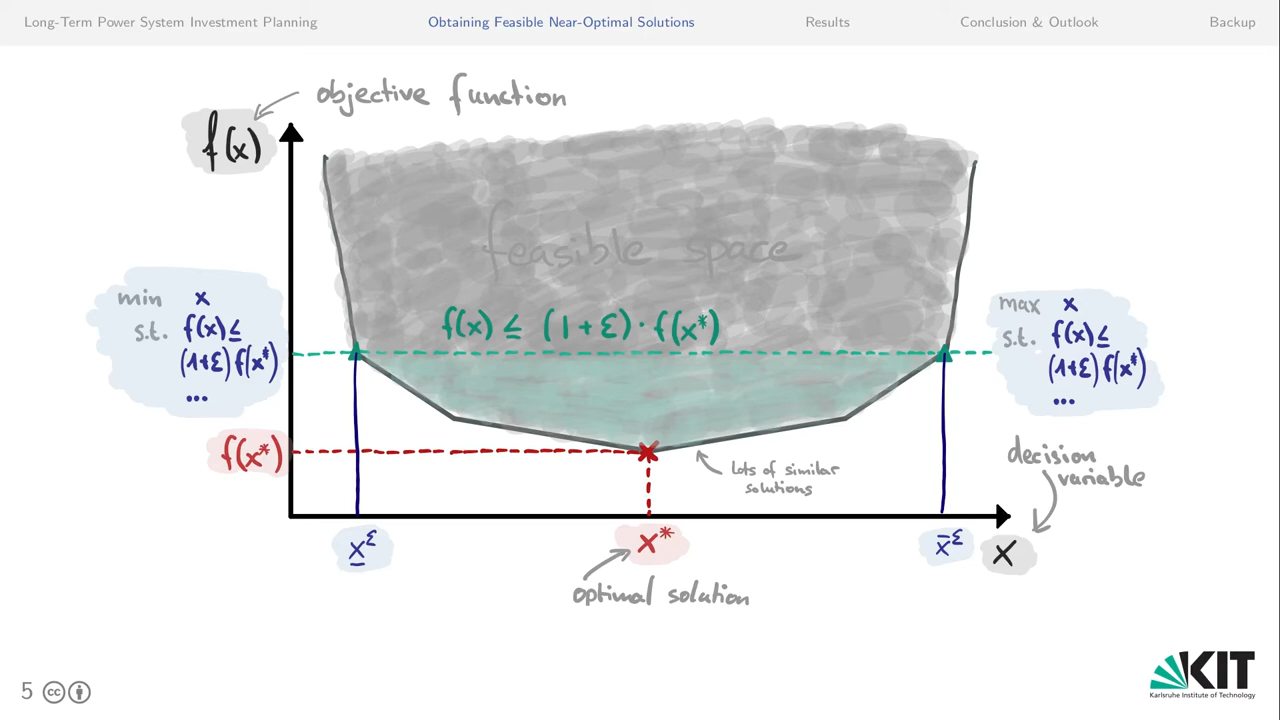 Long-Term Power System Investment Planning
Obtaining Feasible Near-Optimal Solutions
Results
Conclusion & Outlook
Backup
objective function
f(x)
feasible space
f(x) ≤ (1+ε)·f(x*)
min x
s.t. f(x) ≤
(1+ε) f(x*)
...
max x
s.t. f(x) ≤
(1+ε) f(x*)
...
f(x*)
lots of similar
solutions
decision
variable
x̲^ε
x*
x̄^ε
x
optimal solution
5
cc
KIT
Karlsruhe Institute of Technology